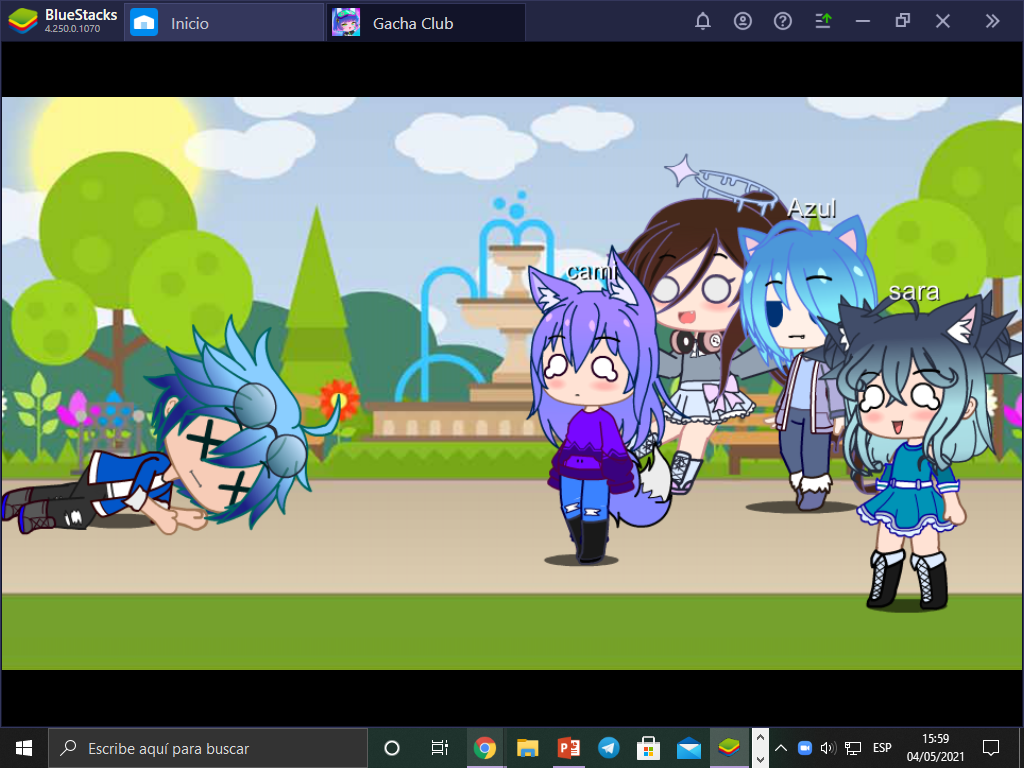 BlueStacks
4.250.0.1070
Inicio
Gacha Club
Azul
cami
sara
Escribe aquí para buscar
ESP
15:59
04/05/2021